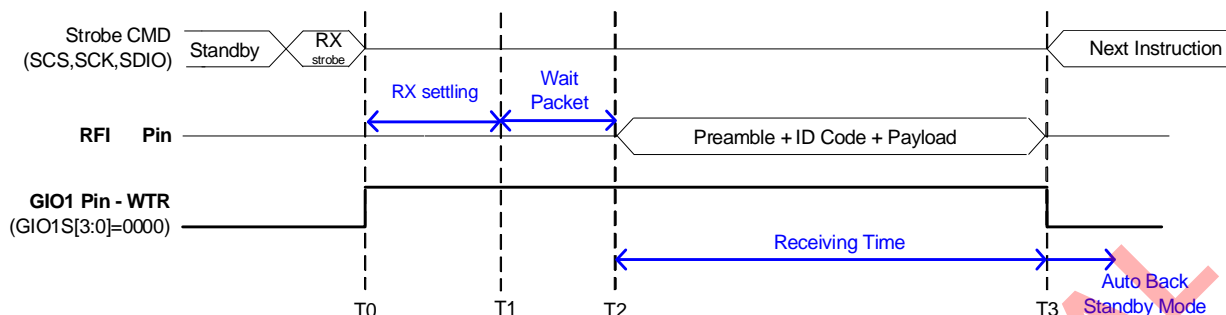 Strobe CMD
(SCS,SCK,SDIO)
Standby
RX
strobe
Next Instruction
RX settling
Wait
Packet
RFI Pin
Preamble + ID Code + Payload
GIO1 Pin - WTR
(GIO1S[3:0]=0000)
Receiving Time
Auto Back
Standby Mode
T0
T1
T2
T3